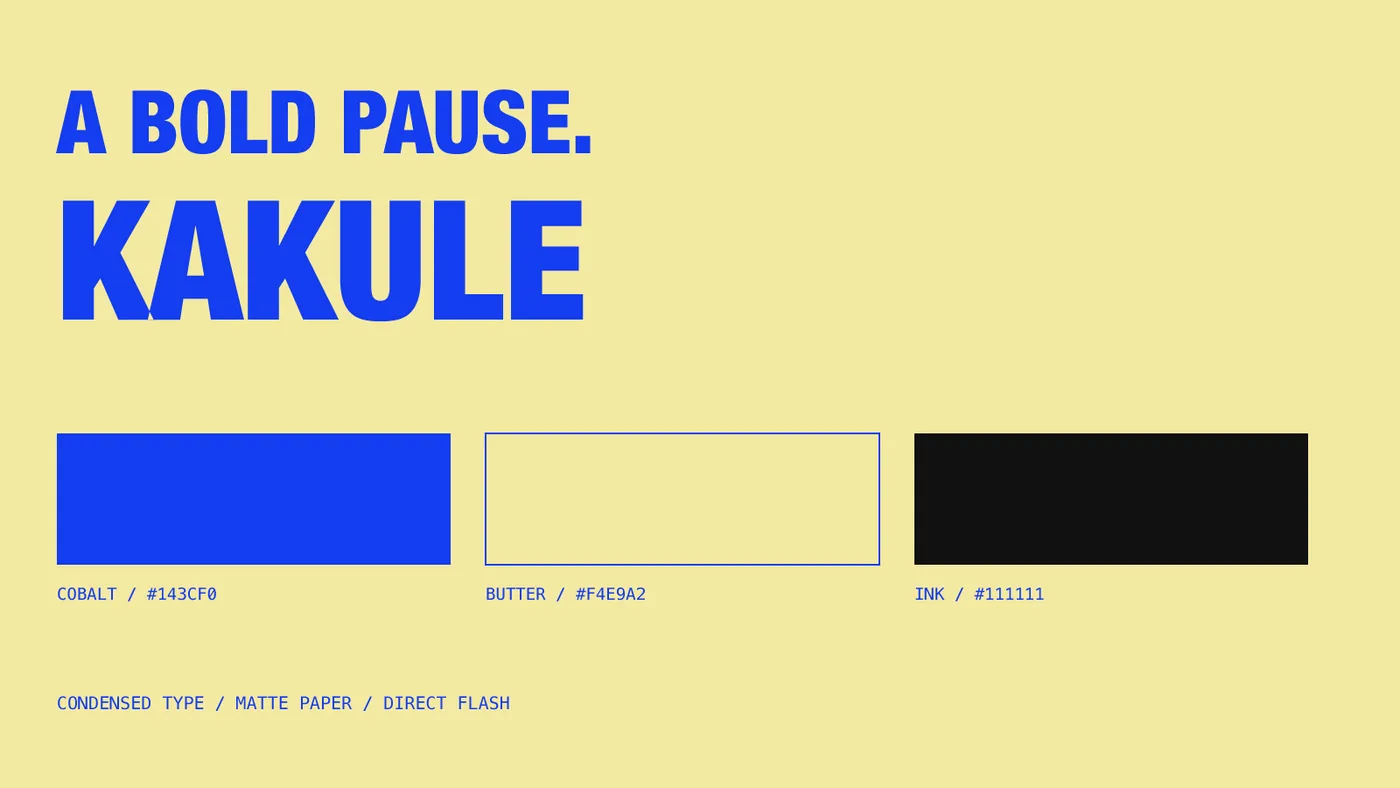 A BOLD PAUSE.
KAKULE
COBALT / #143CF0
BUTTER / #F4E9A2
INK / #111111
CONDENSED TYPE / MATTE PAPER / DIRECT FLASH